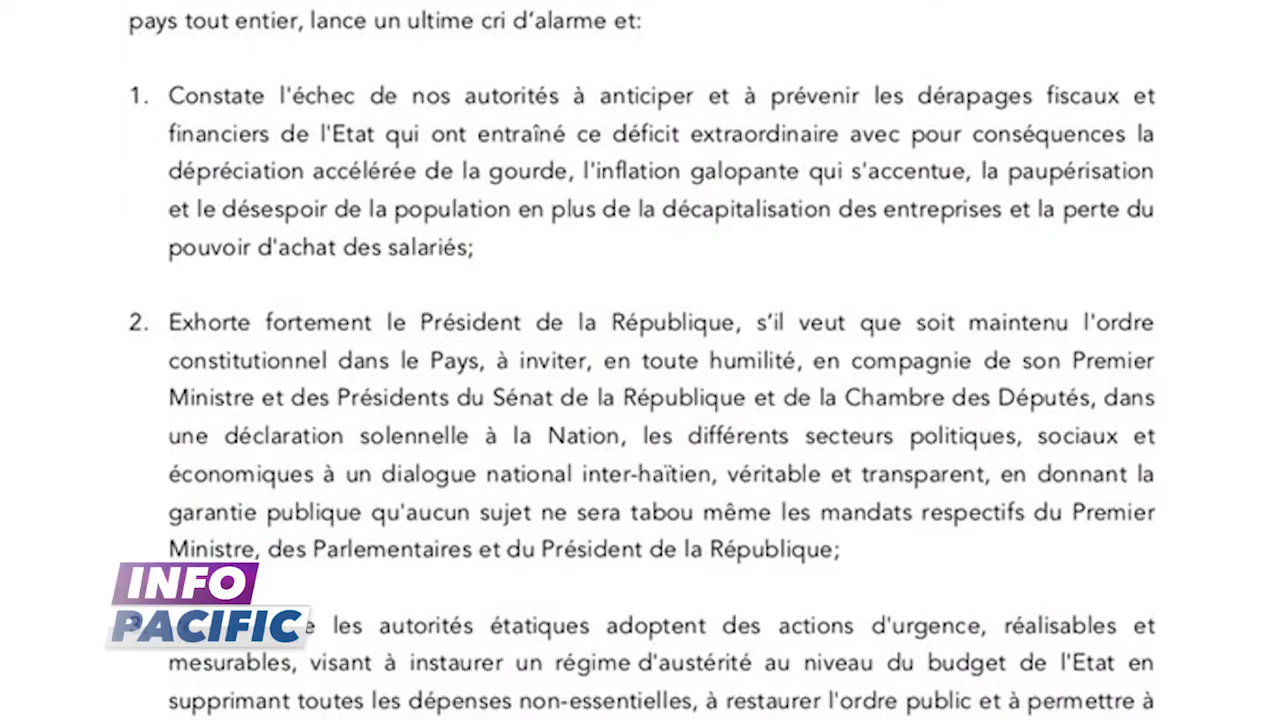 pays tout entier, lance un ultime cri d’alarme et:
1. Constate l'échec de nos autorités à anticiper et à prévenir les dérapages fiscaux et
financiers de l'Etat qui ont entraîné ce déficit extraordinaire avec pour conséquences la
dépréciation accélérée de la gourde, l'inflation galopante qui s'accentue, la paupérisation
et le désespoir de la population en plus de la décapitalisation des entreprises et la perte du
pouvoir d'achat des salariés;
2. Exhorte fortement le Président de la République, s’il veut que soit maintenu l'ordre
constitutionnel dans le Pays, à inviter, en toute humilité, en compagnie de son Premier
Ministre et des Présidents du Sénat de la République et de la Chambre des Députés, dans
une déclaration solennelle à la Nation, les différents secteurs politiques, sociaux et
économiques à un dialogue national inter-haïtien, véritable et transparent, en donnant la
garantie publique qu'aucun sujet ne sera tabou même les mandats respectifs du Premier
Ministre, des Parlementaires et du Président de la République;
INFO
PACIFIC
les autorités étatiques adoptent des actions d'urgence, réalisables et
mesurables, visant à instaurer un régime d'austérité au niveau du budget de l'Etat en
supprimant toutes les dépenses non-essentielles, à restaurer l'ordre public et à permettre à